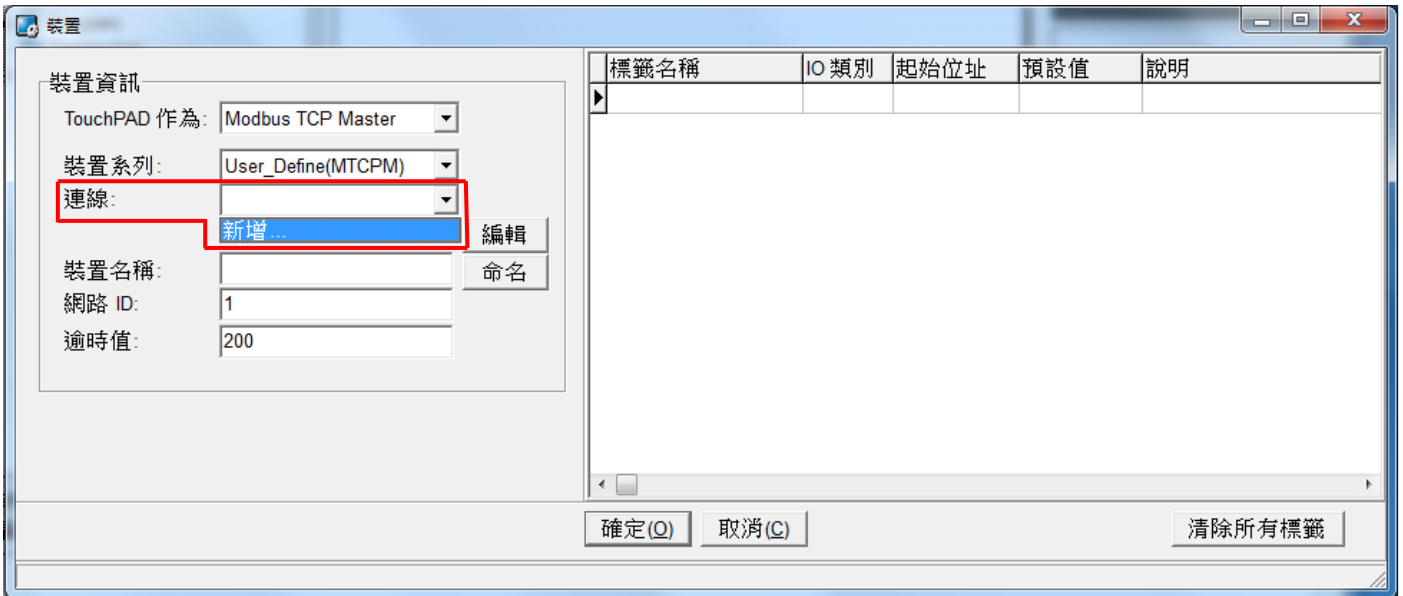 裝置
裝置資訊
TouchPAD 作為: Modbus TCP Master
裝置系列: User_Define(MTCPM)
連線:
新增...
編輯
裝置名稱:
命名
網路 ID: 1
逾時值: 200
標籤名稱 IO 類別 起始位址 預設值 說明
確定(O) 取消(C) 清除所有標籤